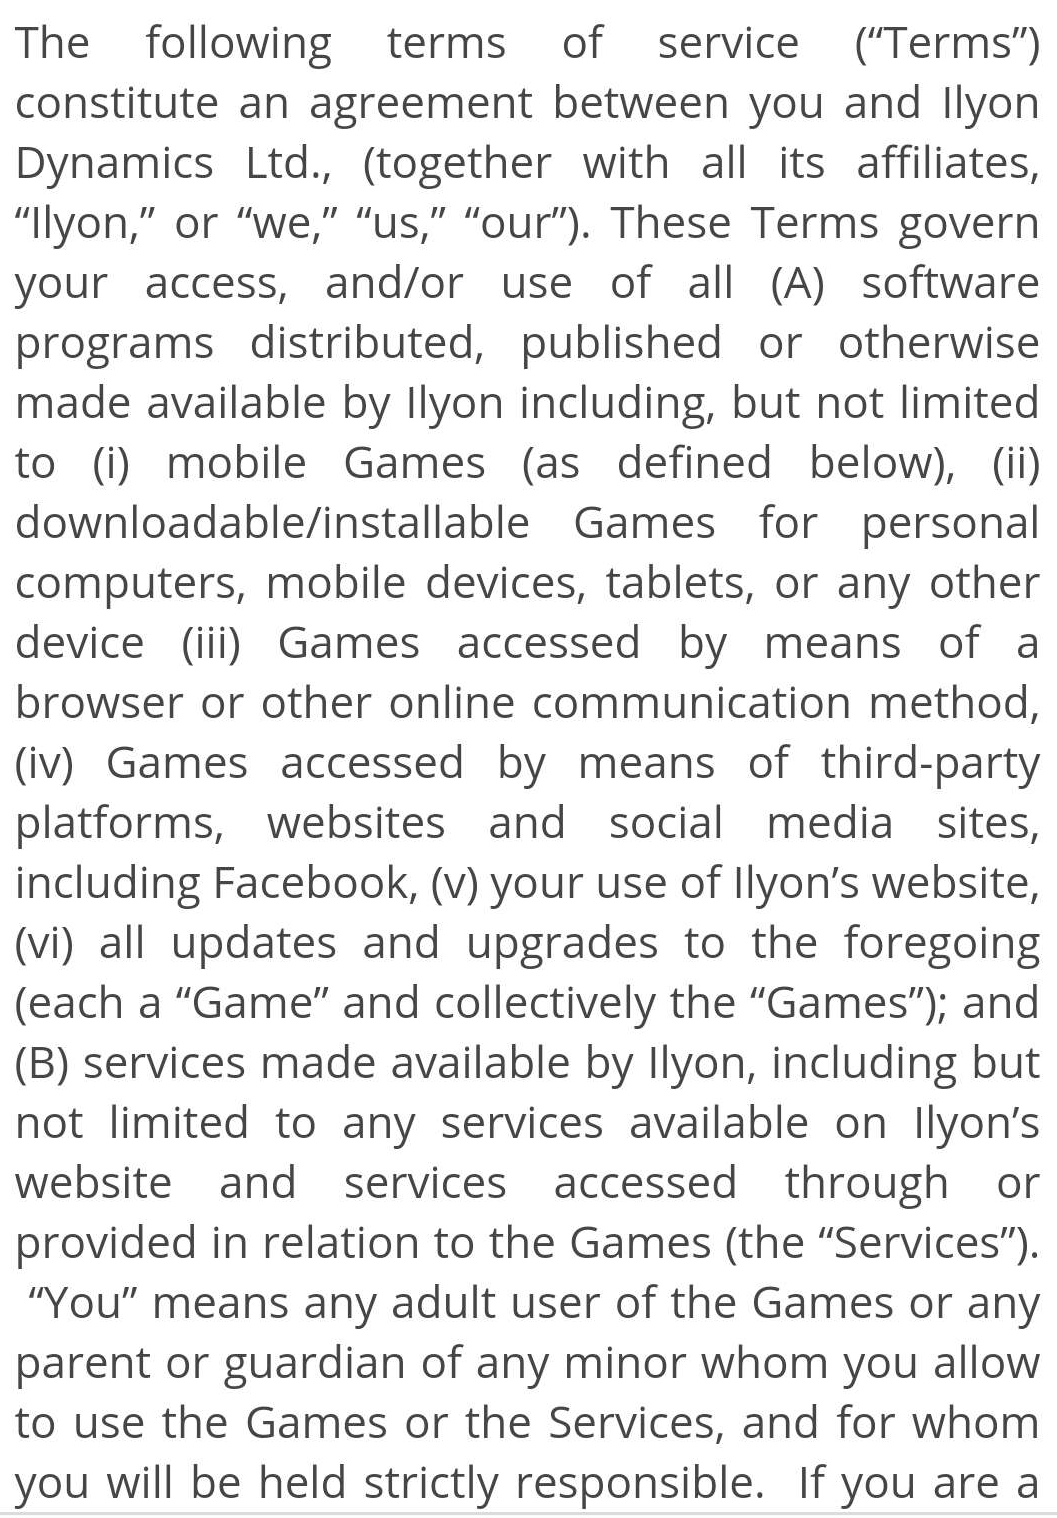 The following terms of service (“Terms”)
constitute an agreement between you and Ilyon
Dynamics Ltd., (together with all its affiliates,
“Ilyon,” or “we,” “us,” “our”). These Terms govern
your access, and/or use of all (A) software
programs distributed, published or otherwise
made available by Ilyon including, but not limited
to (i) mobile Games (as defined below), (ii)
downloadable/installable Games for personal
computers, mobile devices, tablets, or any other
device (iii) Games accessed by means of a
browser or other online communication method,
(iv) Games accessed by means of third-party
platforms, websites and social media sites,
including Facebook, (v) your use of Ilyon’s website,
(vi) all updates and upgrades to the foregoing
(each a “Game” and collectively the “Games”); and
(B) services made available by Ilyon, including but
not limited to any services available on Ilyon’s
website and services accessed through or
provided in relation to the Games (the “Services”).
“You” means any adult user of the Games or any
parent or guardian of any minor whom you allow
to use the Games or the Services, and for whom
you will be held strictly responsible.  If you are a